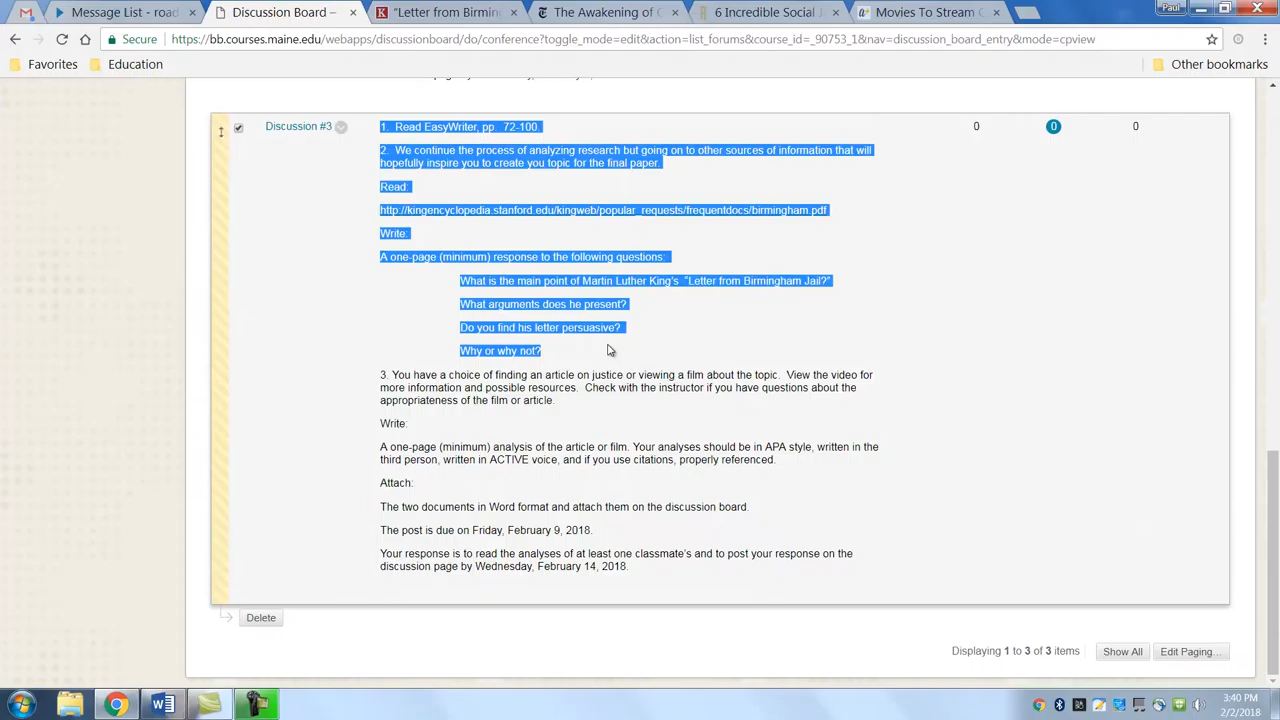 Message List - road
Discussion Board –
"Letter from Birmin
The Awakening of
6 Incredible Social J
Movies To Stream
Paul
Secure
https://bb.courses.maine.edu/webapps/discussionboard/do/conference?toggle_mode=edit&action=list_forums&course_id=_90753_1&nav=discussion_board_entry&mode=cpview
Favorites
Education
Other bookmarks
Discussion #3
1. Read EasyWriter, pp. 72-100.
0
0
0
2. We continue the process of analyzing research but going on to other sources of information that will
hopefully inspire you to create you topic for the final paper.
Read:
http://kingencyclopedia.stanford.edu/kingweb/popular_requests/frequentdocs/birmingham.pdf
Write:
A one-page (minimum) response to the following questions:
What is the main point of Martin Luther King's "Letter from Birmingham Jail?"
What arguments does he present?
Do you find his letter persuasive?
Why or why not?
3. You have a choice of finding an article on justice or viewing a film about the topic. View the video for
more information and possible resources. Check with the instructor if you have questions about the
appropriateness of the film or article.
Write:
A one-page (minimum) analysis of the article or film. Your analyses should be in APA style, written in the
third person, written in ACTIVE voice, and if you use citations, properly referenced.
Attach:
The two documents in Word format and attach them on the discussion board.
The post is due on Friday, February 9, 2018.
Your response is to read the analyses of at least one classmate's and to post your response on the
discussion page by Wednesday, February 14, 2018.
Delete
Displaying 1 to 3 of 3 items
Show All
Edit Paging...
3:40 PM
2/2/2018